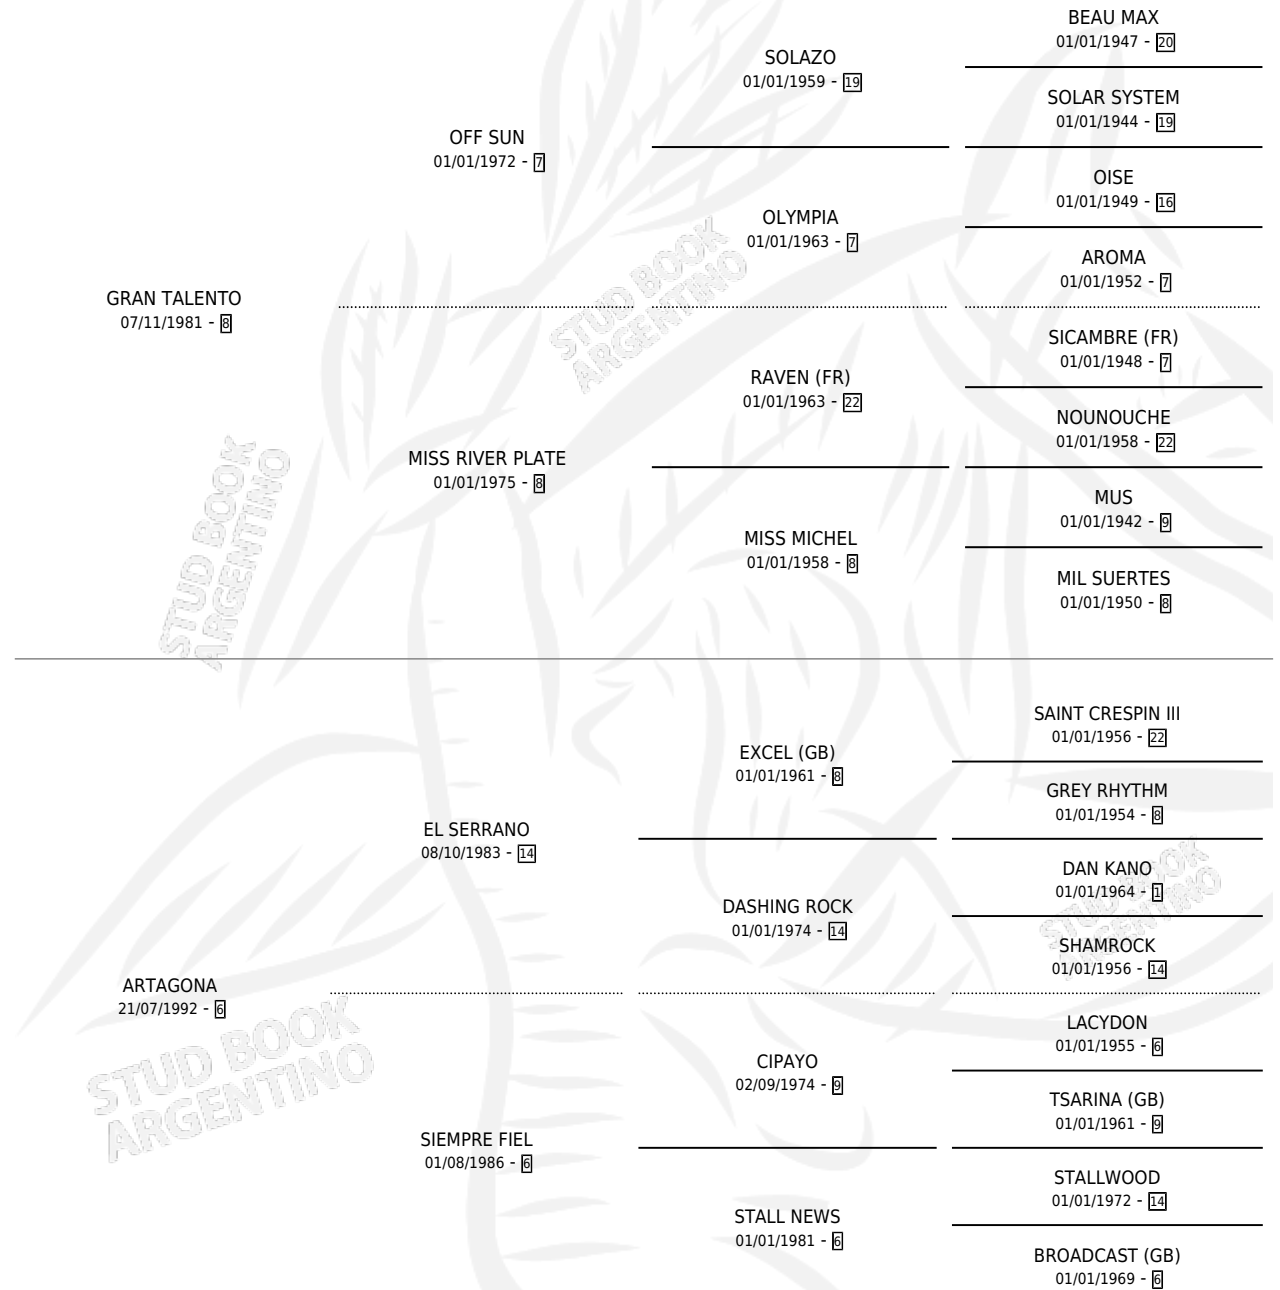 BEAU MAX
01/01/1947 - 20
SOLAZO
01/01/1959 - 19
SOLAR SYSTEM
01/01/1944 - 19
OFF SUN
01/01/1972 - 7
OISE
01/01/1949 - 16
OLYMPIA
01/01/1963 - 7
AROMA
01/01/1952 - 7
GRAN TALENTO
07/11/1981 - 8
STUD BOOK
ARGENTINO
SICAMBRE (FR)
01/01/1948 - 7
RAVEN (FR)
01/01/1963 - 22
NOUNOUCHE
01/01/1958 - 22
MISS RIVER PLATE
01/01/1975 - 8
MUS
01/01/1942 - 9
MISS MICHEL
01/01/1958 - 8
MIL SUERTES
01/01/1950 - 8
STUD BOOK
ARGENTINO
SAINT CRESPIN III
01/01/1956 - 22
EXCEL (GB)
01/01/1961 - 8
GREY RHYTHM
01/01/1954 - 8
EL SERRANO
08/10/1983 - 14
DAN KANO
01/01/1964 - 1
DASHING ROCK
01/01/1974 - 14
STUD BOOK
ARGENTINO
SHAMROCK
01/01/1956 - 14
ARTAGONA
21/07/1992 - 6
LACYDON
01/01/1955 - 6
STUD BOOK
ARGENTINO
CIPAYO
02/09/1974 - 9
TSARINA (GB)
01/01/1961 - 9
SIEMPRE FIEL
01/08/1986 - 6
STALLWOOD
01/01/1972 - 14
STALL NEWS
01/01/1981 - 6
BROADCAST (GB)
01/01/1969 - 6